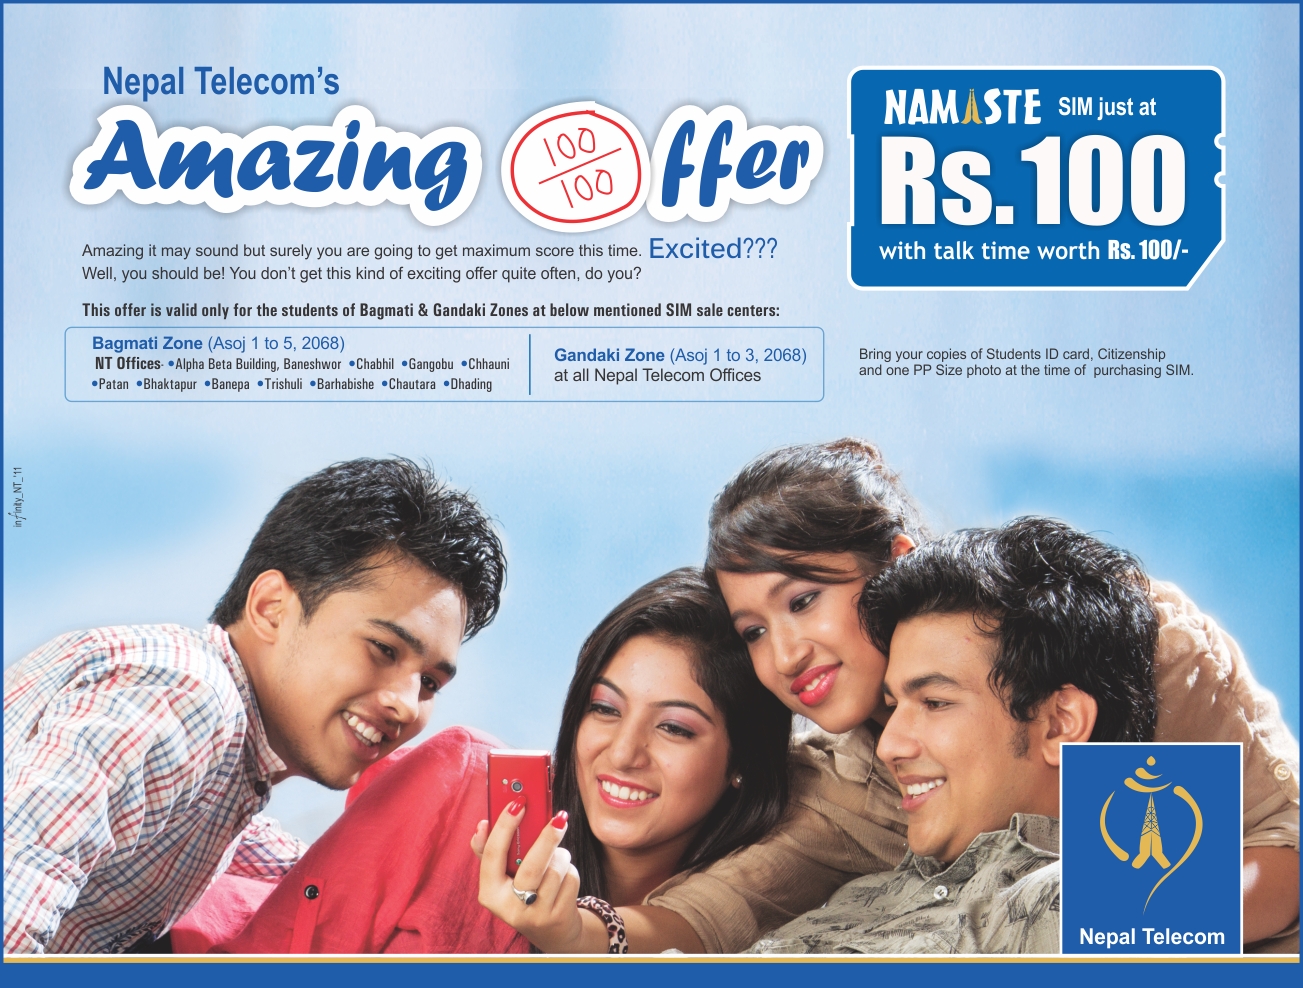 Nepal Telecom's
Amazing Offer
100
100
Amazing it may sound but surely you are going to get maximum score this time. Excited???
Well, you should be! You don't get this kind of exciting offer quite often, do you?
This offer is valid only for the students of Bagmati & Gandaki Zones at below mentioned SIM sale centers:
Bagmati Zone (Asoj 1 to 5, 2068)
NT Offices- •Alpha Beta Building, Baneshwor •Chabhil •Gangobu •Chhauni
•Patan •Bhaktapur •Banepa •Trishuli •Barhabishe •Chautara •Dhading
Gandaki Zone (Asoj 1 to 3, 2068)
at all Nepal Telecom Offices
NAMASTE SIM just at
Rs. 100
with talk time worth Rs. 100/-
Bring your copies of Students ID card, Citizenship
and one PP Size photo at the time of purchasing SIM.
infinity_NT_'11
Nepal Telecom